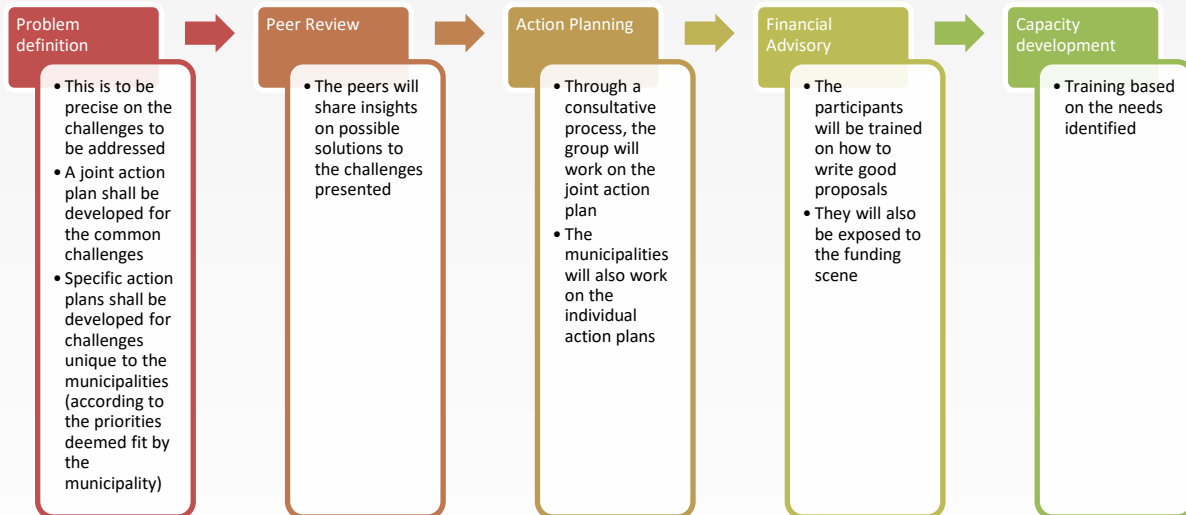 Problem
definition
• This is to be
precise on the
challenges to
be addressed
• A joint action
plan shall be
developed for
the common
challenges
• Specific action
plans shall be
developed for
challenges
unique to the
municipalities
(according to
the priorities
deemed fit by
the
municipality)
Peer Review
• The peers will
share insights
on possible
solutions to
the challenges
presented
Action Planning
• Through a
consultative
process, the
group will
work on the
joint action
plan
• The
municipalities
will also work
on the
individual
action plans
Financial
Advisory
• The
participants
will be trained
on how to
write good
proposals
• They will also
be exposed to
the funding
scene
Capacity
development
• Training based
on the needs
identified